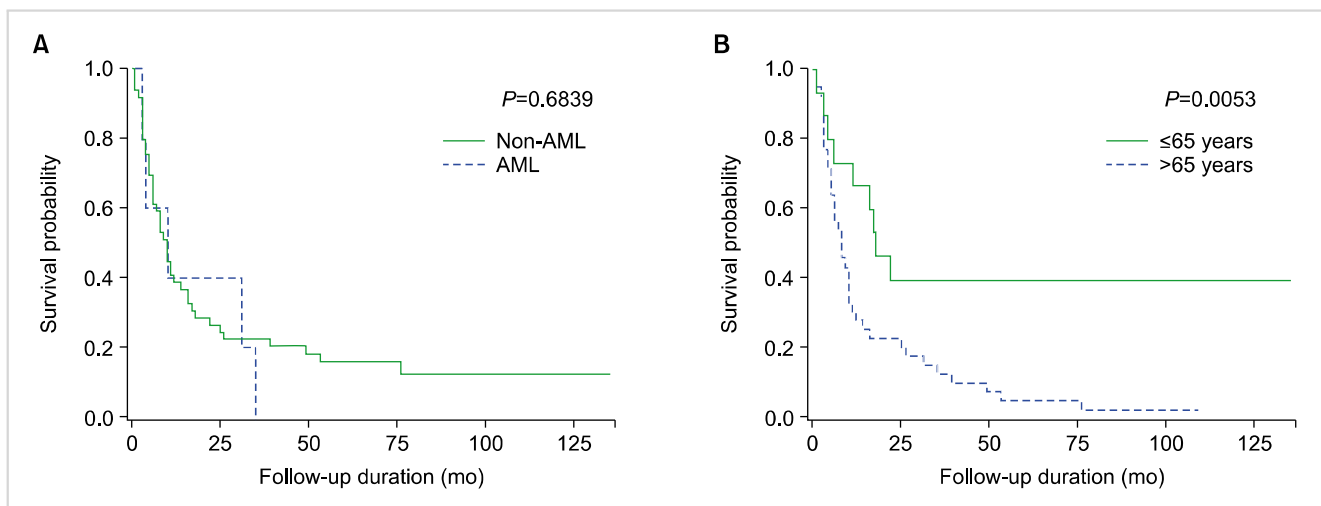 A
1.0
0.8
0.6
0.4
0.2
0.0
Survival probability
P=0.6839
Non-AML
AML
0 25 50 75 100 125
Follow-up duration (mo)
B
1.0
0.8
0.6
0.4
0.2
0.0
Survival probability
P=0.0053
≤65 years
>65 years
0 25 50 75 100 125
Follow-up duration (mo)